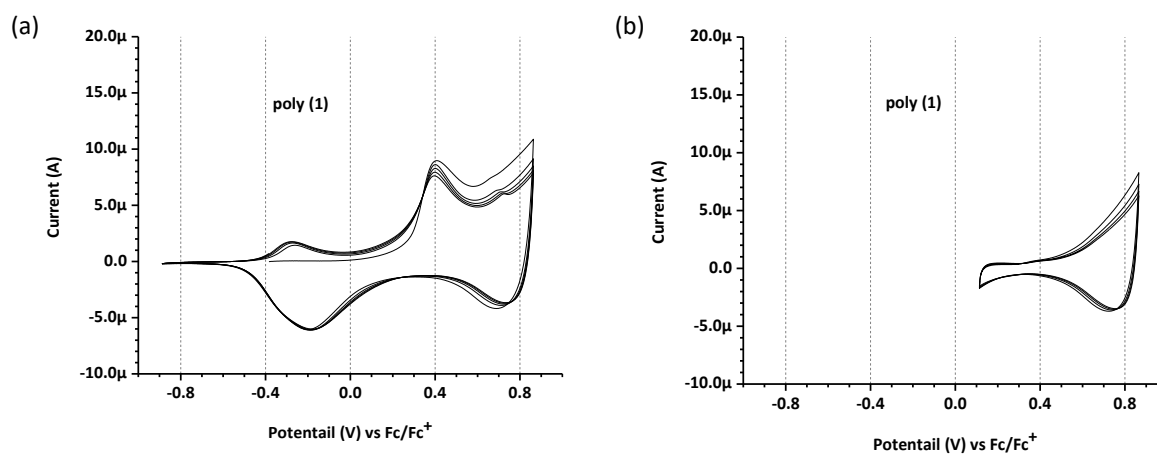 (a)
20.0µ
15.0µ
10.0µ
5.0µ
0.0
-5.0µ
-10.0µ
Current (A)
poly (1)
-0.8 -0.4 0.0 0.4 0.8
Potentail (V) vs Fc/Fc⁺
(b)
20.0µ
15.0µ
10.0µ
5.0µ
0.0
-5.0µ
-10.0µ
Current (A)
poly (1)
-0.8 -0.4 0.0 0.4 0.8
Potentail (V) vs Fc/Fc⁺